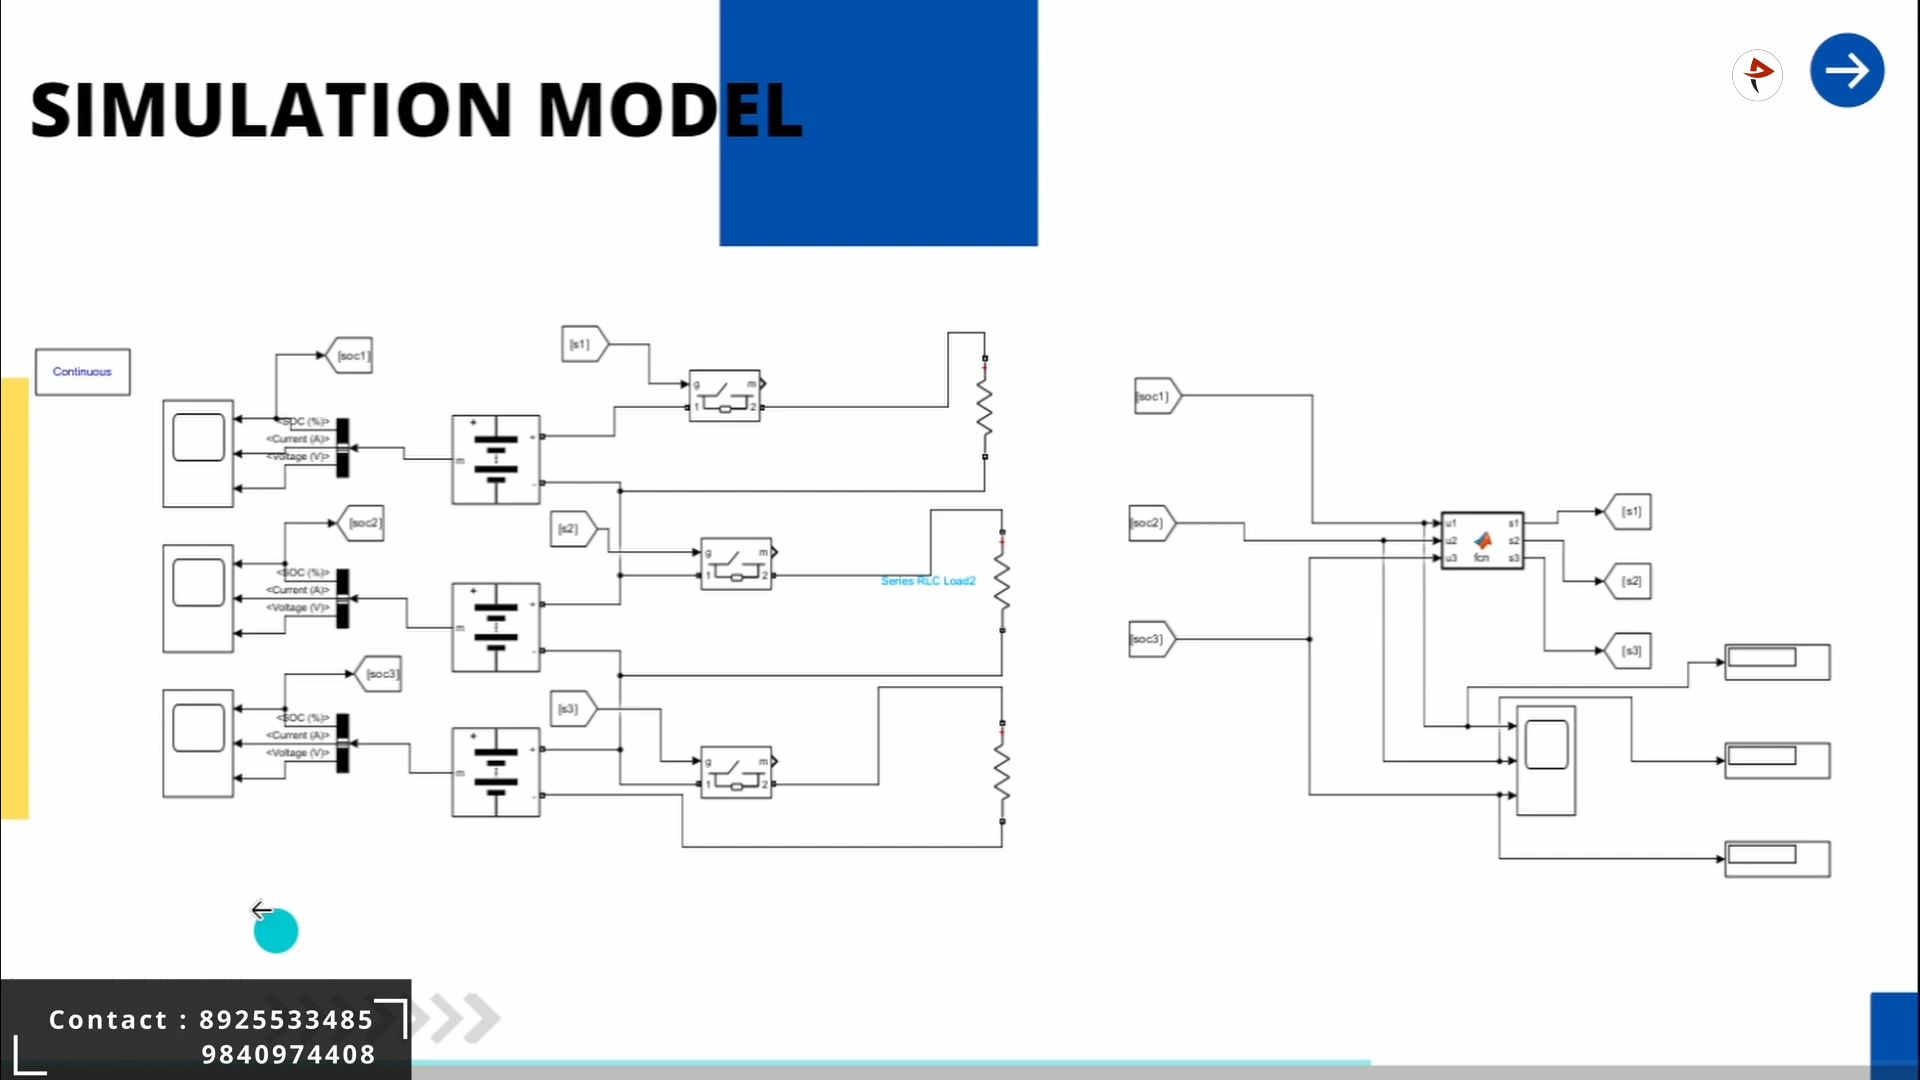 SIMULATION MODEL
Continuous
[soc1]
<SOC (%)>
<Current (A)>
<Voltage (V)>
m
+
+
-
[s1]
g
m
1
2
[soc2]
<SOC (%)>
<Current (A)>
<Voltage (V)>
m
+
+
-
[s2]
g
m
1
2
Series RLC Load2
[soc3]
<SOC (%)>
<Current (A)>
<Voltage (V)>
m
+
+
-
[s3]
g
m
1
2
[soc1]
[soc2]
[soc3]
u1
u2
u3
fcn
s1
s2
s3
[s1]
[s2]
[s3]
Contact : 8925533485
9840974408